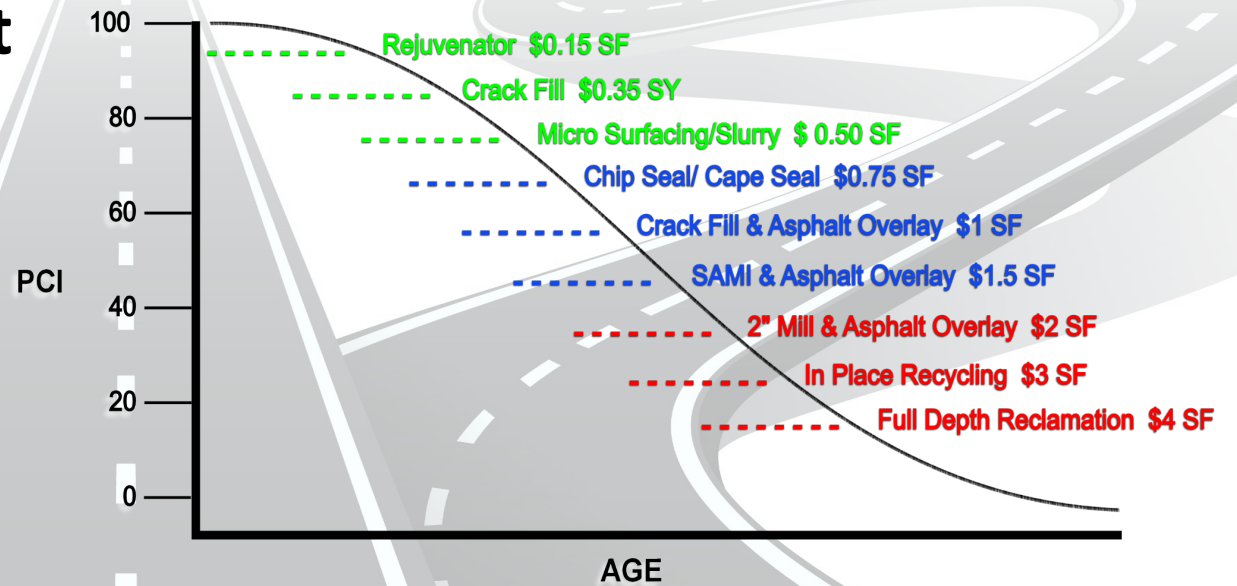 t
100
Rejuvenator $0.15 SF
Crack Fill $0.35 SY
80
Micro Surfacing/Slurry $ 0.50 SF
Chip Seal/ Cape Seal $0.75 SF
60
Crack Fill & Asphalt Overlay $1 SF
PCI
SAMI & Asphalt Overlay $1.5 SF
40
2" Mill & Asphalt Overlay $2 SF
In Place Recycling $3 SF
20
Full Depth Reclamation $4 SF
0
AGE